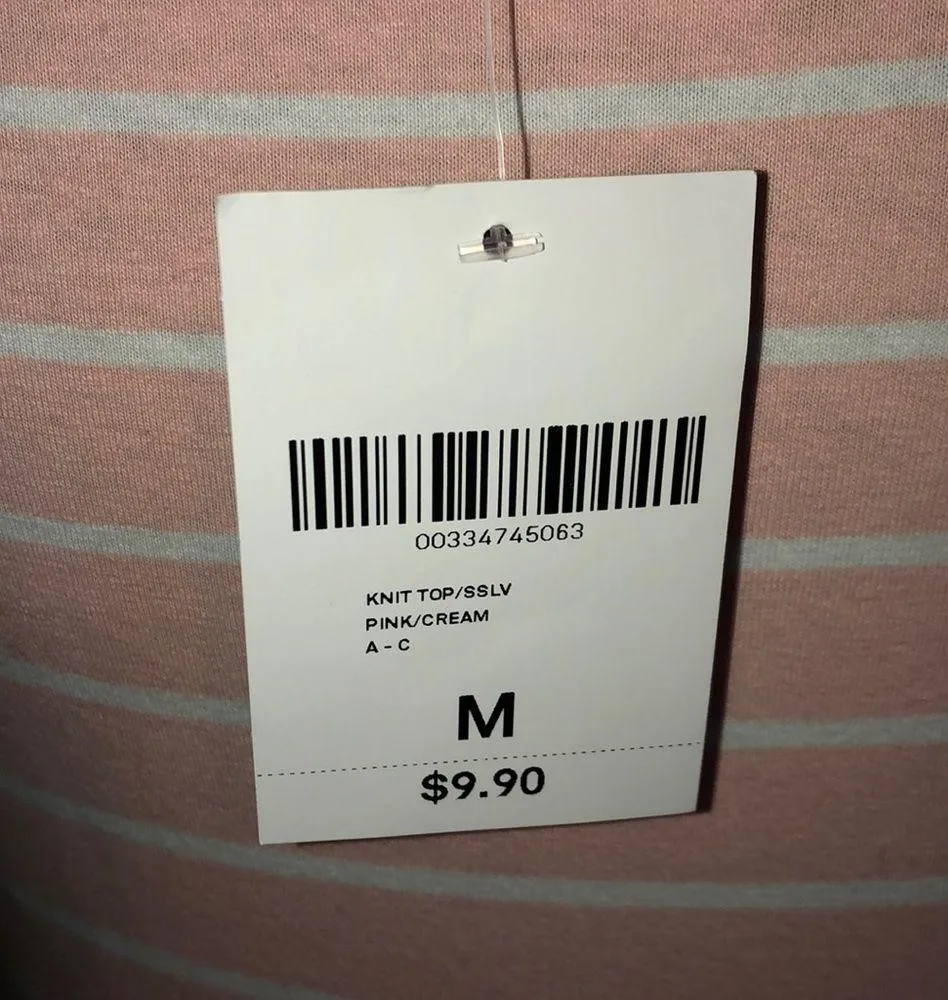 00334745063
KNIT TOP/SSLV
PINK/CREAM
A - C
M
$9.90